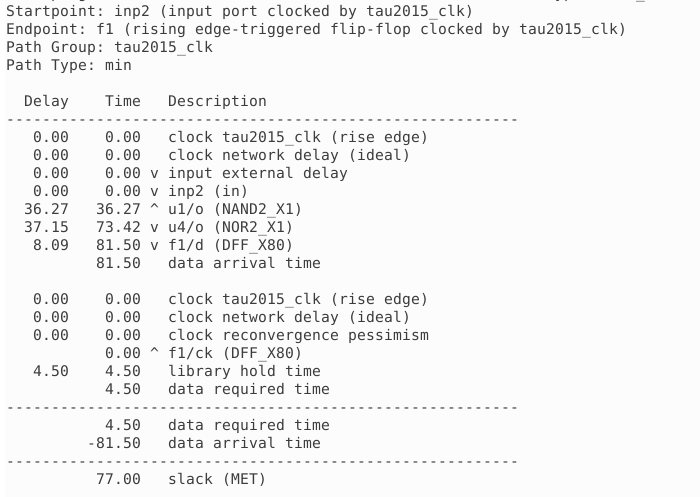 Startpoint: inp2 (input port clocked by tau2015_clk)
Endpoint: f1 (rising edge-triggered flip-flop clocked by tau2015_clk)
Path Group: tau2015_clk
Path Type: min

  Delay    Time   Description
---------------------------------------------------------
   0.00    0.00   clock tau2015_clk (rise edge)
   0.00    0.00   clock network delay (ideal)
   0.00    0.00 v input external delay
   0.00    0.00 v inp2 (in)
  36.27   36.27 ^ u1/o (NAND2_X1)
  37.15   73.42 v u4/o (NOR2_X1)
   8.09   81.50 v f1/d (DFF_X80)
          81.50   data arrival time

   0.00    0.00   clock tau2015_clk (rise edge)
   0.00    0.00   clock network delay (ideal)
   0.00    0.00   clock reconvergence pessimism
           0.00 ^ f1/ck (DFF_X80)
   4.50    4.50   library hold time
           4.50   data required time
---------------------------------------------------------
           4.50   data required time
         -81.50   data arrival time
---------------------------------------------------------
          77.00   slack (MET)